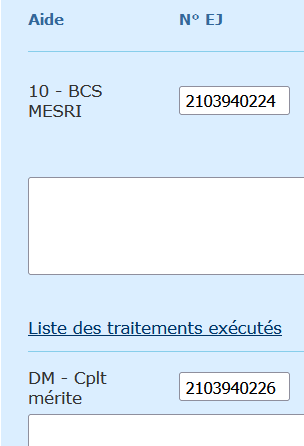 Aide N° EJ
10 - BCS 2103940224
MESRI
Liste des traitements exécutés
DM - Cplt 2103940226
mérite